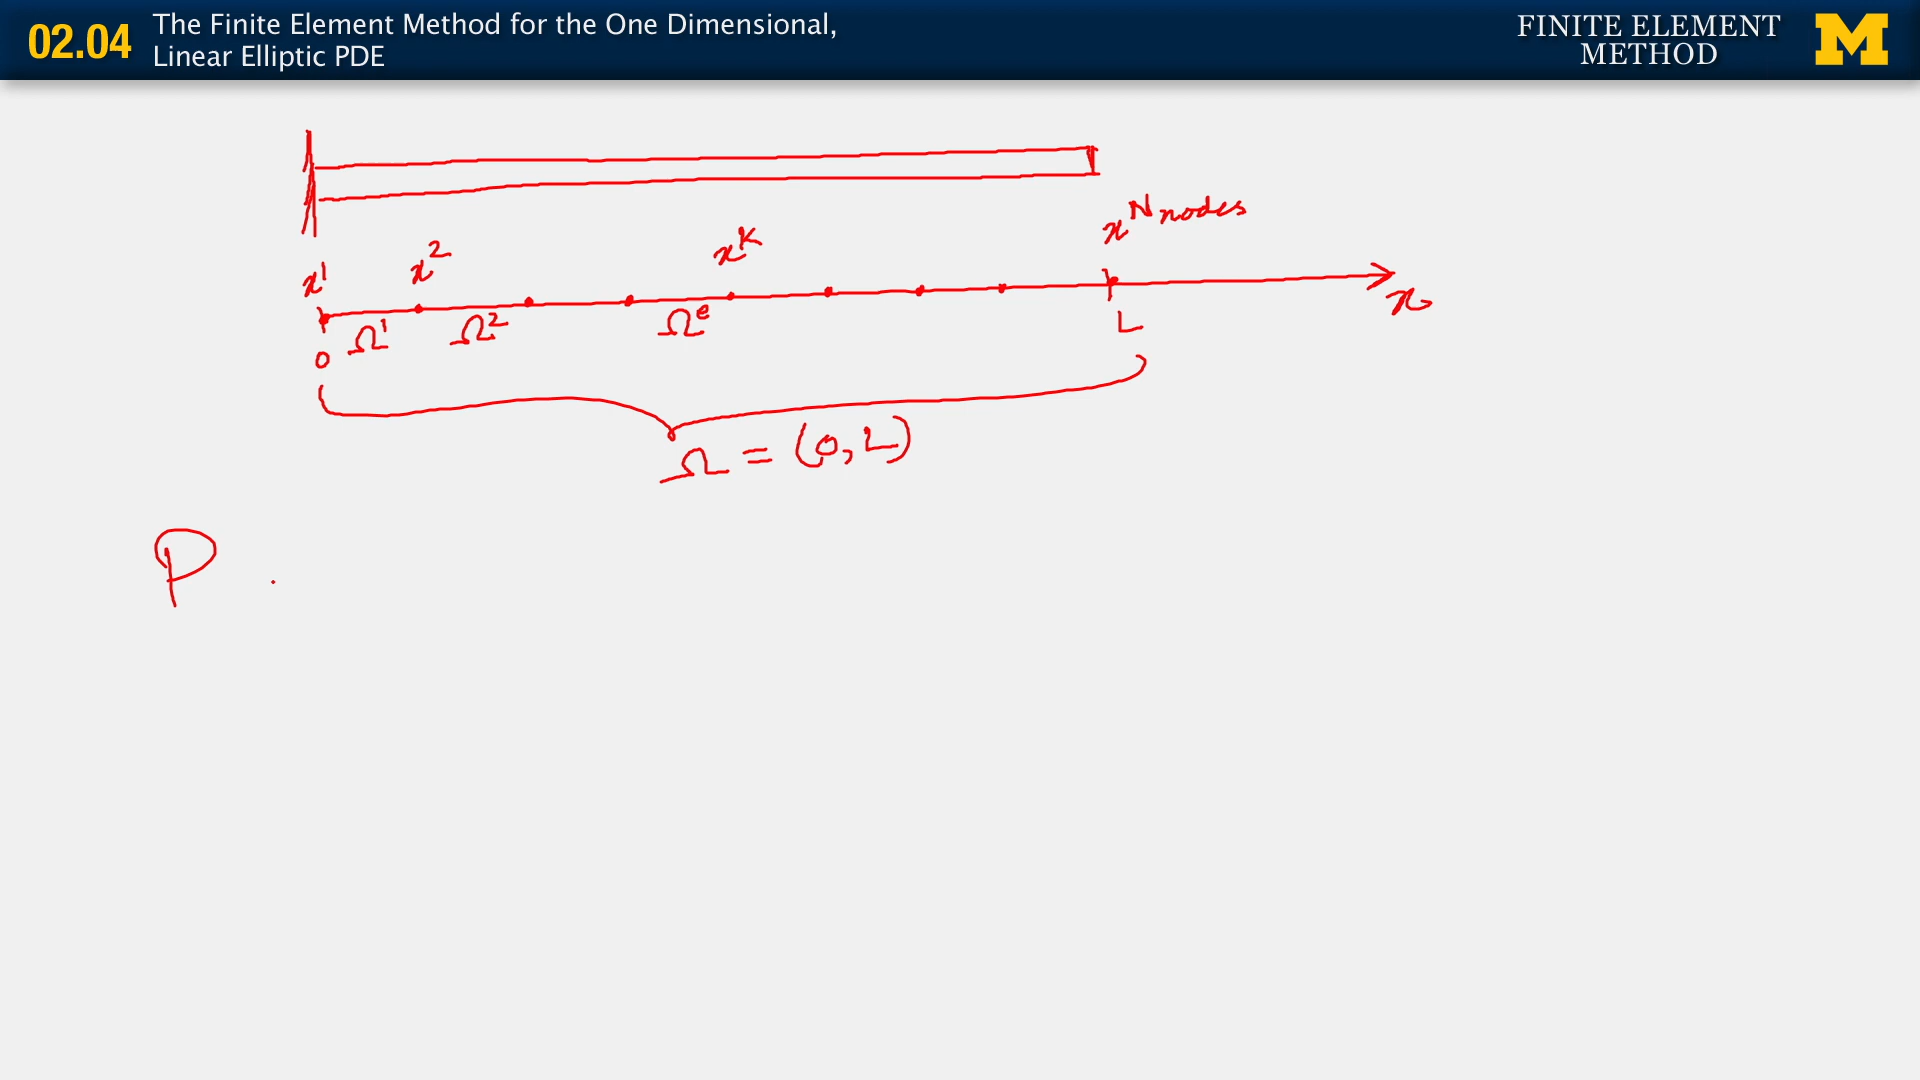 02.04
The Finite Element Method for the One Dimensional,
Linear Elliptic PDE
FINITE ELEMENT
METHOD
M
x^{N_{nodes}}
x^1 x^2 x^k
Ω^1 Ω^2 Ω^e
0 L x
Ω = (0, L)
P